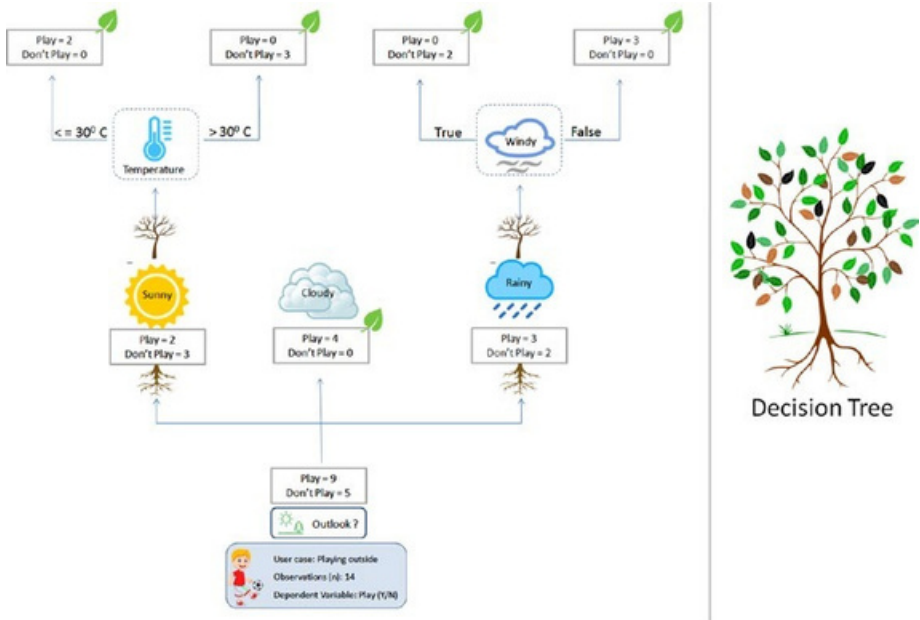 Play = 2
Don't Play = 0
Play = 0
Don't Play = 3
Play = 0
Don't Play = 2
Play = 3
Don't Play = 0
< = 30⁰ C
> 30⁰ C
Temperature
True
Windy
False
Sunny
Cloudy
Rainy
Play = 2
Don't Play = 3
Play = 4
Don't Play = 0
Play = 3
Don't Play = 2
Decision Tree
Play = 9
Don't Play = 5
Outlook ?
User case: Playing outside
Observations (n): 14
Dependent Variable: Play (Y/N)